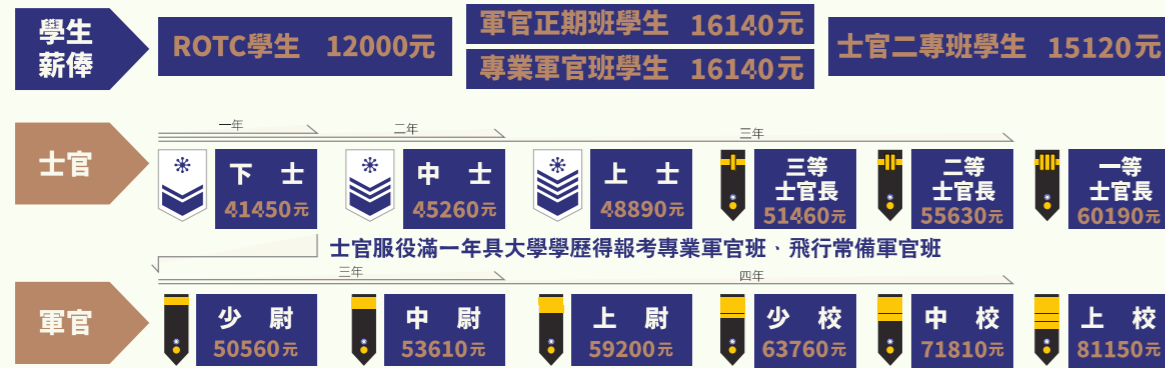 學生
薪俸
ROTC學生 12000元
軍官正期班學生 16140元
專業軍官班學生 16140元
士官二專班學生 15120元
士官
一年
二年
三年
下士
41450元
中士
45260元
上士
48890元
三等
士官長
51460元
二等
士官長
55630元
一等
士官長
60190元
士官服役滿一年具大學學歷得報考專業軍官班、飛行常備軍官班
軍官
三年
四年
少尉
50560元
中尉
53610元
上尉
59200元
少校
63760元
中校
71810元
上校
81150元